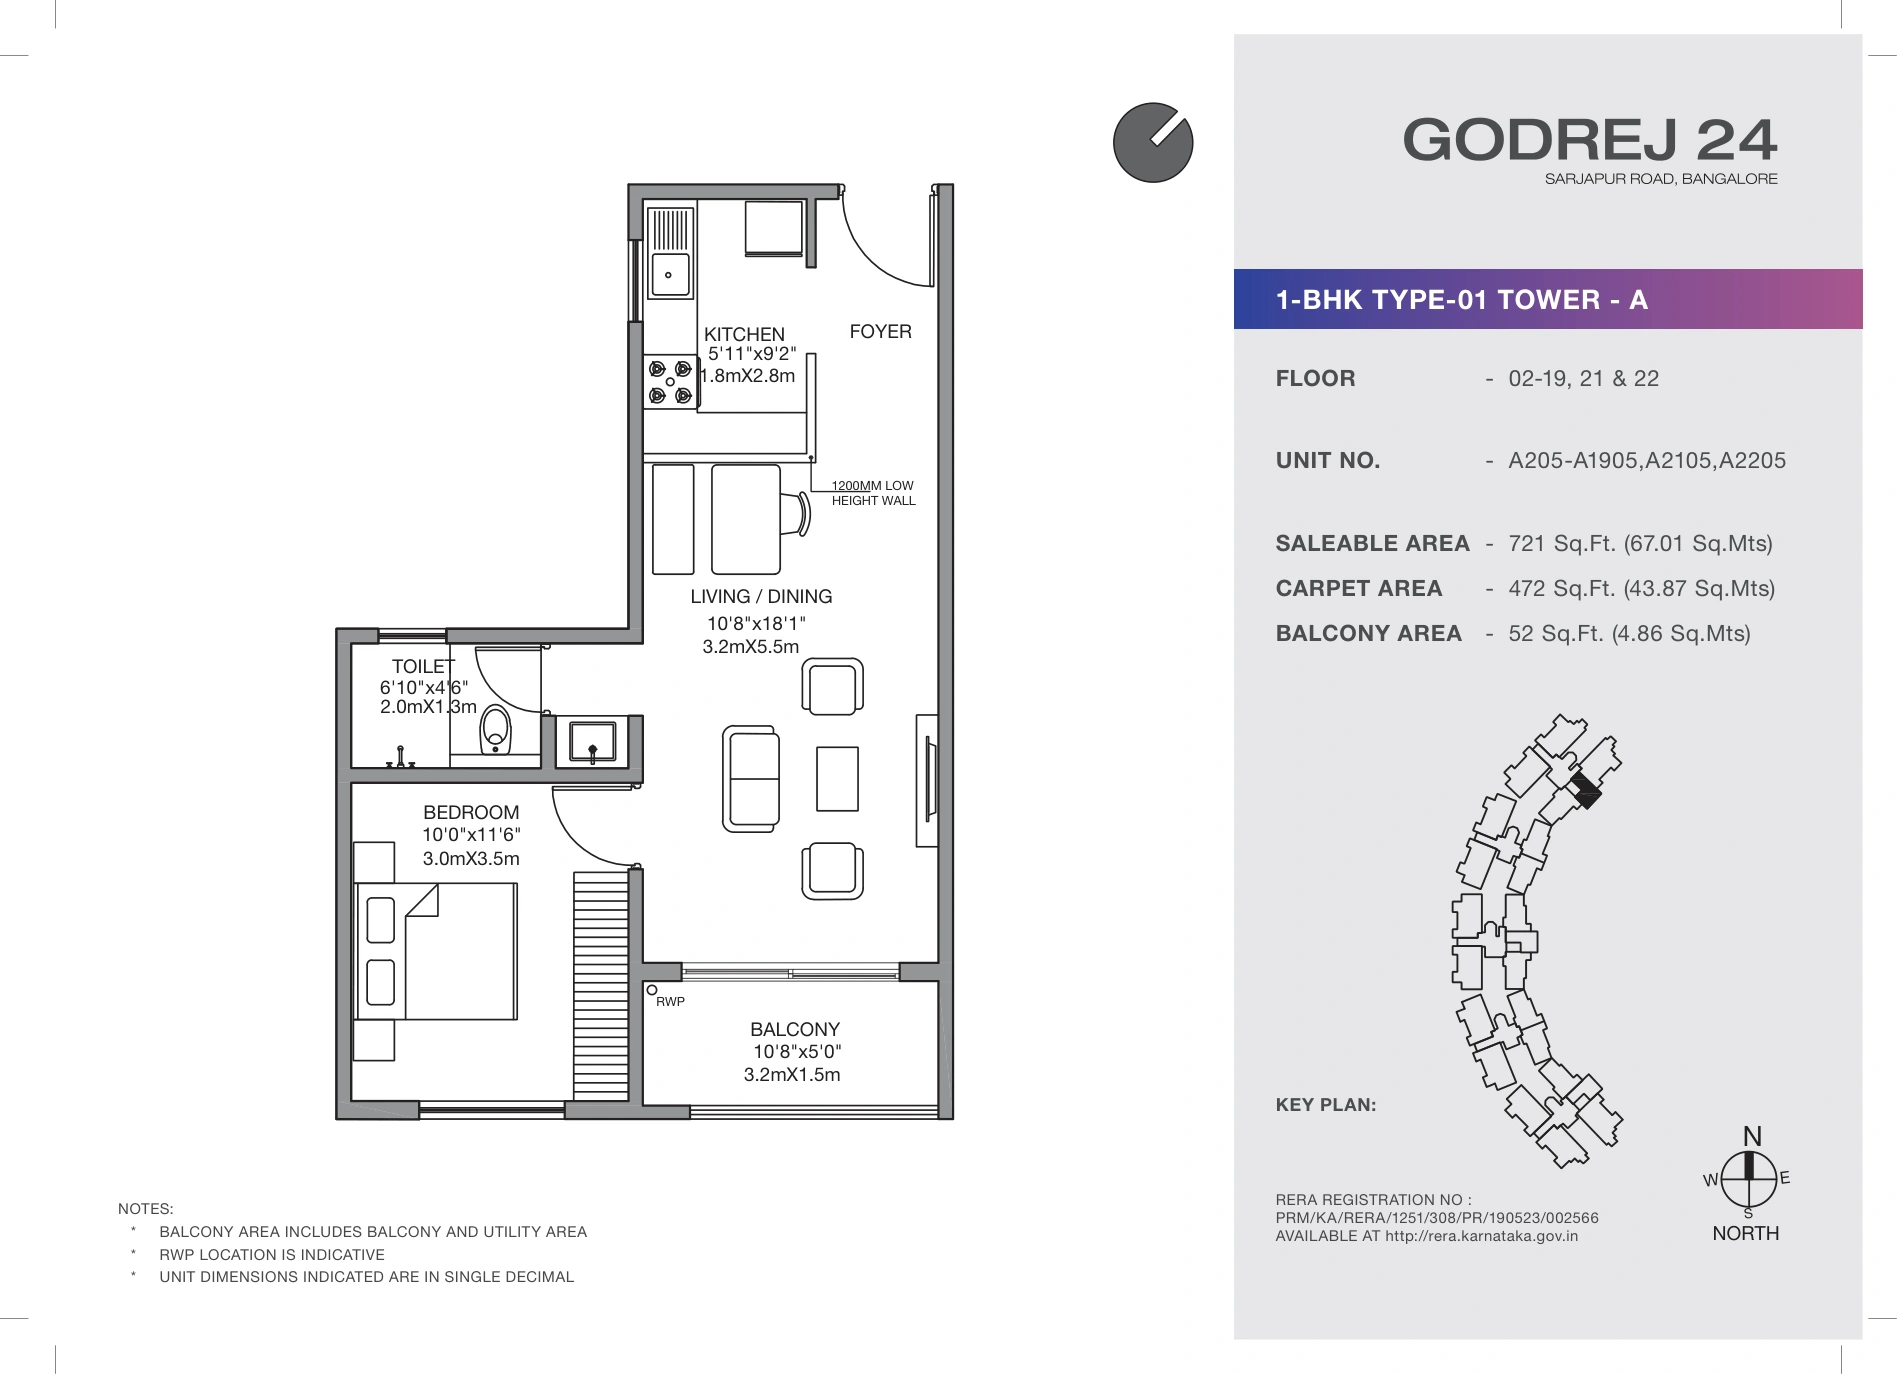 GODREJ 24
SARJAPUR ROAD, BANGALORE
1-BHK TYPE-01 TOWER - A
FLOOR - 02-19, 21 & 22
UNIT NO. - A205-A1905,A2105,A2205
SALEABLE AREA - 721 Sq.Ft. (67.01 Sq.Mts)
CARPET AREA - 472 Sq.Ft. (43.87 Sq.Mts)
BALCONY AREA - 52 Sq.Ft. (4.86 Sq.Mts)
KITCHEN
5'11"x9'2"
1.8mX2.8m
FOYER
1200MM LOW
HEIGHT WALL
LIVING / DINING
10'8"x18'1"
3.2mX5.5m
TOILET
6'10"x4'6"
2.0mX1.3m
BEDROOM
10'0"x11'6"
3.0mX3.5m
RWP
BALCONY
10'8"x5'0"
3.2mX1.5m
KEY PLAN:
N
W
E
S
NORTH
RERA REGISTRATION NO :
PRM/KA/RERA/1251/308/PR/190523/002566
AVAILABLE AT http://rera.karnataka.gov.in
NOTES:
* BALCONY AREA INCLUDES BALCONY AND UTILITY AREA
* RWP LOCATION IS INDICATIVE
* UNIT DIMENSIONS INDICATED ARE IN SINGLE DECIMAL